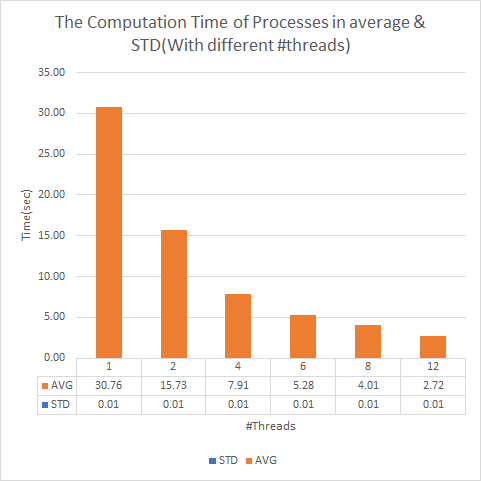 The Computation Time of Processes in average &
STD(With different #threads)
35.00
30.00
25.00
20.00
15.00
10.00
5.00
0.00
Time(sec)
1 2 4 6 8 12
AVG 30.76 15.73 7.91 5.28 4.01 2.72
STD 0.01 0.01 0.01 0.01 0.01 0.01
#Threads
STD AVG